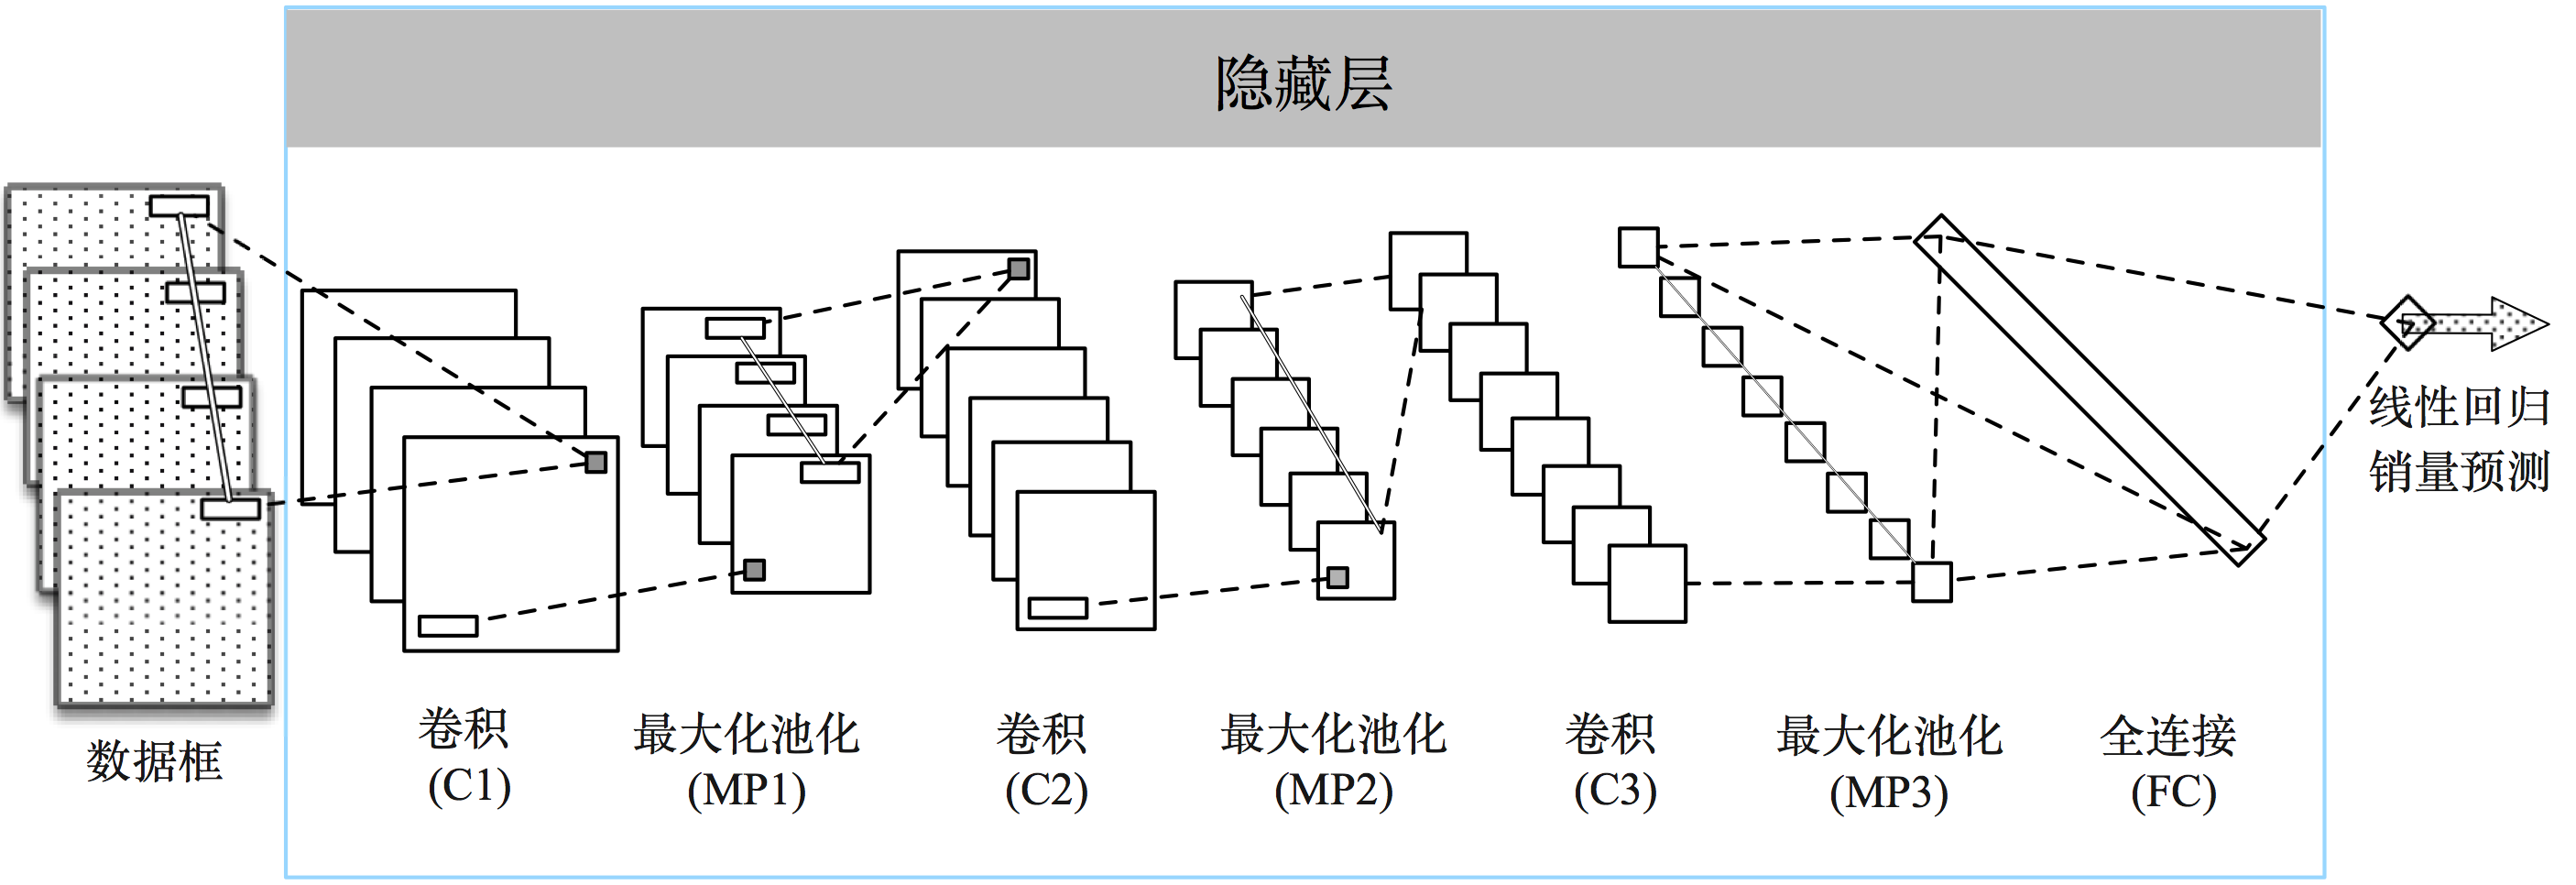 隐藏层
数据框
卷积
(C1)
最大化池化
(MP1)
卷积
(C2)
最大化池化
(MP2)
卷积
(C3)
最大化池化
(MP3)
全连接
(FC)
线性回归
销量预测